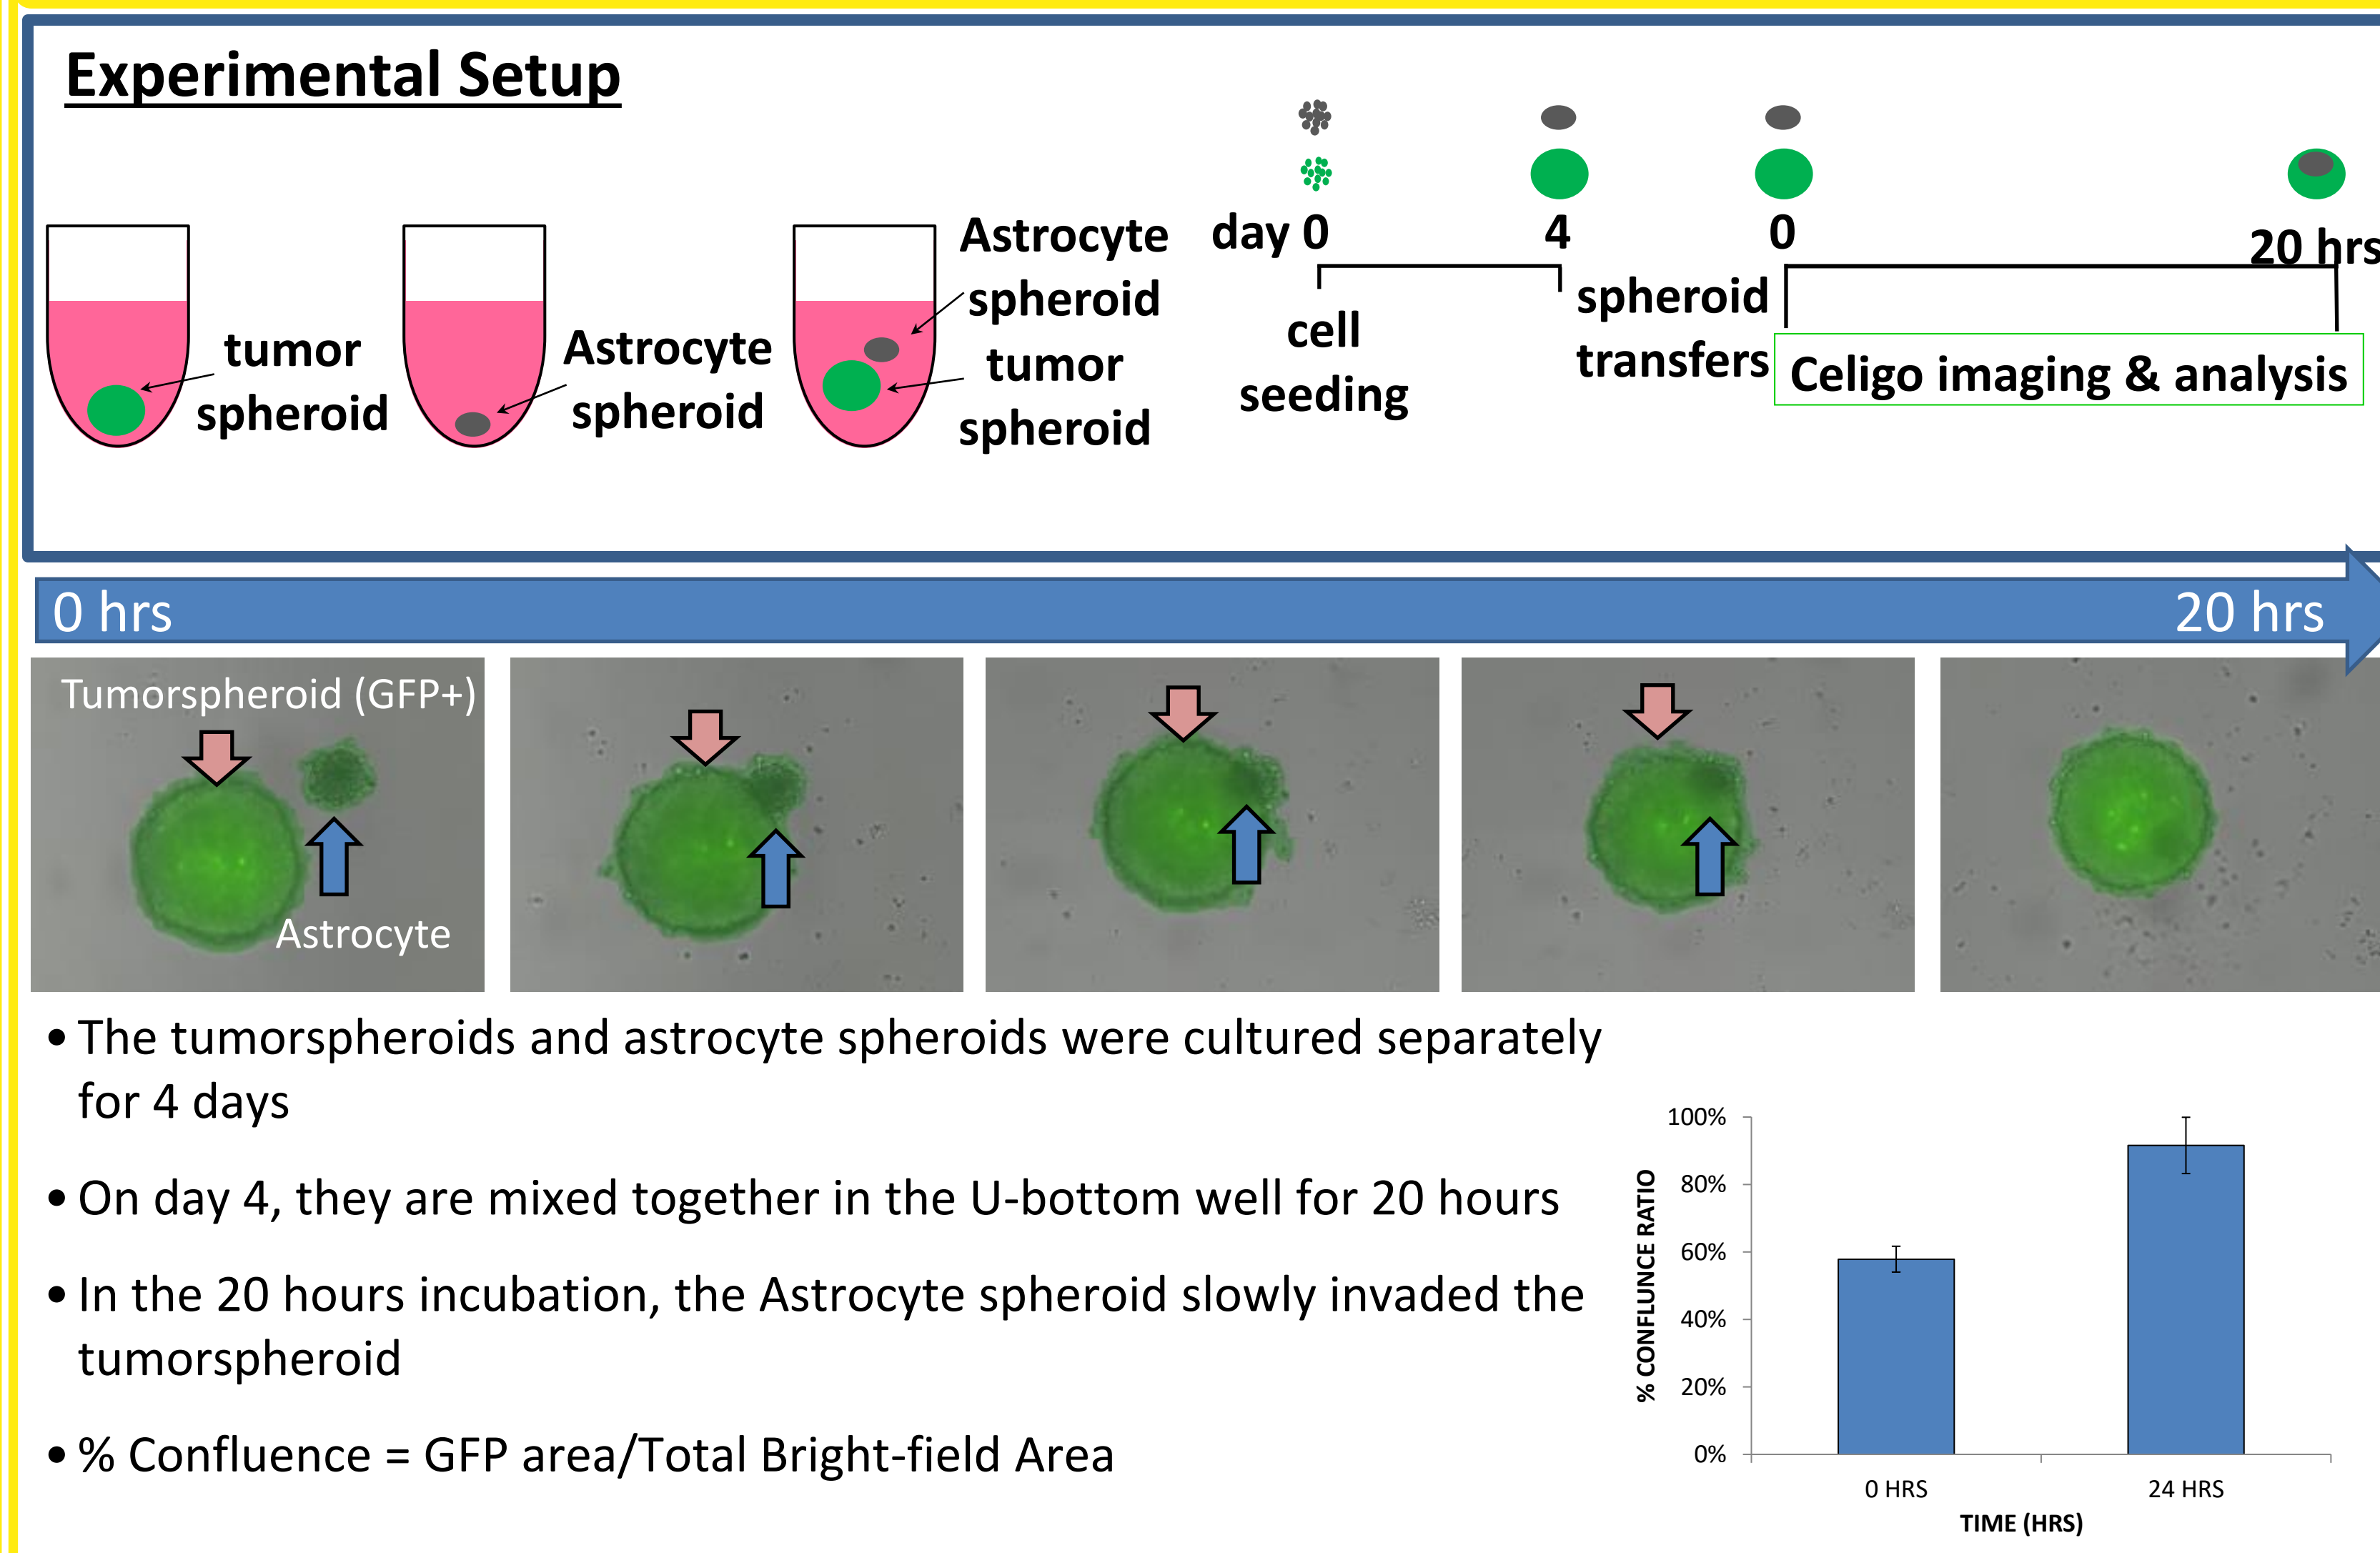 Experimental Setup
tumor
spheroid
Astrocyte
spheroid
Astrocyte
spheroid
tumor
spheroid
day 0
4
0
20 hrs
cell
seeding
spheroid
transfers
Celigo imaging & analysis
0 hrs
20 hrs
Tumorspheroid (GFP+)
Astrocyte
• The tumorspheroids and astrocyte spheroids were cultured separately
for 4 days
• On day 4, they are mixed together in the U-bottom well for 20 hours
• In the 20 hours incubation, the Astrocyte spheroid slowly invaded the
tumorspheroid
• % Confluence = GFP area/Total Bright-field Area
% CONFLUNCE RATIO
100%
80%
60%
40%
20%
0%
0 HRS
24 HRS
TIME (HRS)